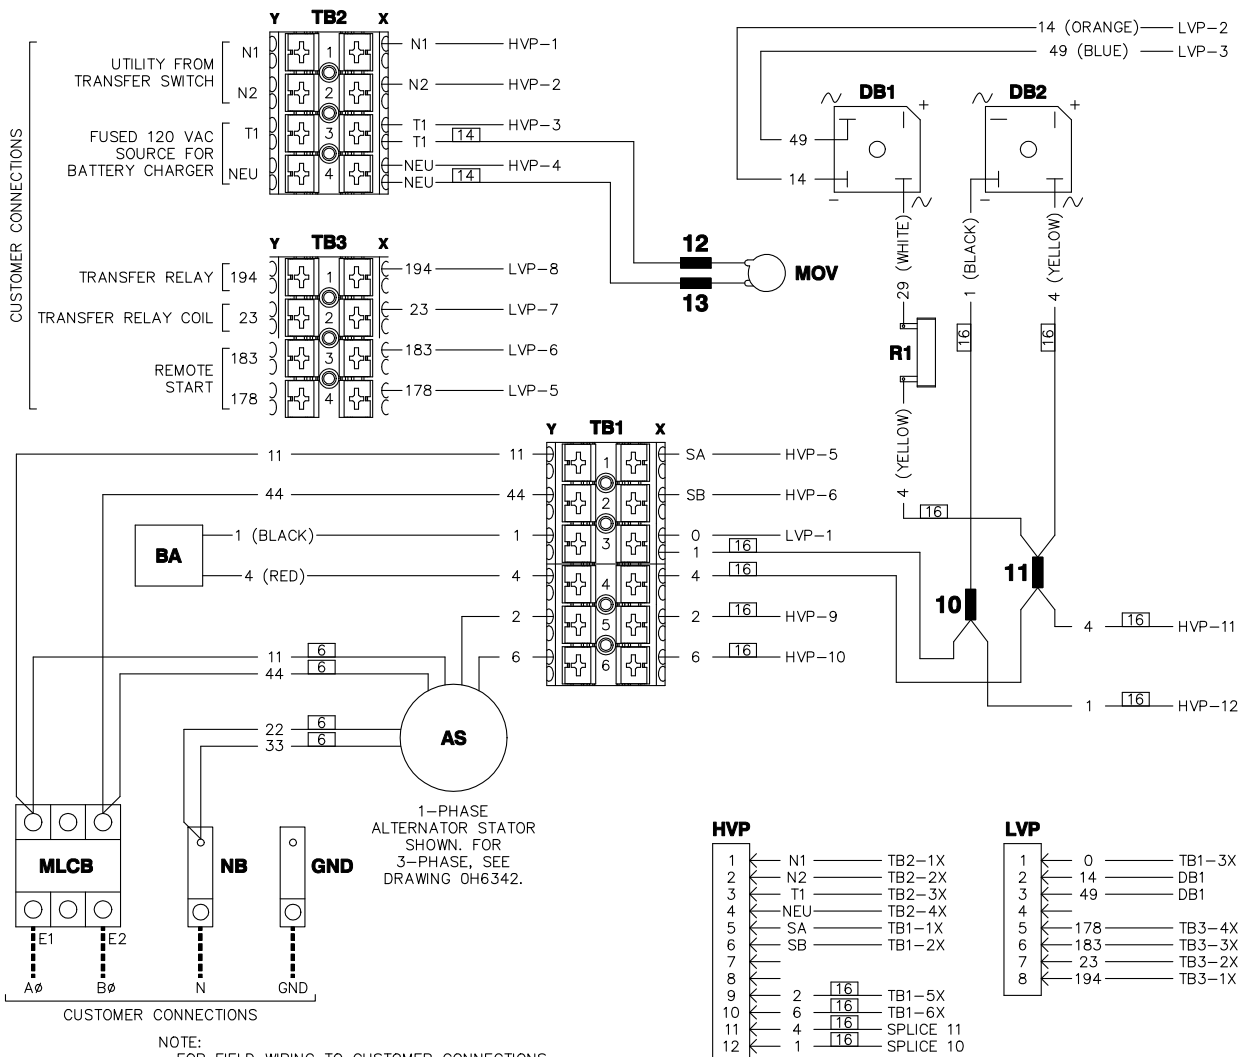 Y TB2 X
14 (ORANGE) LVP-2
49 (BLUE) LVP-3
CUSTOMER CONNECTIONS
UTILITY FROM
TRANSFER SWITCH
N1 1 N1 HVP-1
N2 2 N2 HVP-2
FUSED 120 VAC
SOURCE FOR
BATTERY CHARGER
T1 3 T1 HVP-3
T1 14
NEU 4 NEU HVP-4
NEU 14
DB1 +
DB2 +
49
14
-
-
29 (WHITE)
1 (BLACK)
4 (YELLOW)
12
13
MOV
Y TB3 X
TRANSFER RELAY 194 1 194 LVP-8
TRANSFER RELAY COIL 23 2 23 LVP-7
REMOTE
START
183 3 183 LVP-6
178 4 178 LVP-5
R1
16
16
4 (YELLOW)
16
Y TB1 X
11 11 1 SA HVP-5
44 44 2 SB HVP-6
BA
1 (BLACK) 1 3 0 LVP-1
1 16
4 (RED) 4 4 4 16
2 5 2 16 HVP-9
6 6 6 16 HVP-10
10
11
4 16 HVP-11
1 16 HVP-12
11 6
44 6
22 6
33 6
AS
1-PHASE
ALTERNATOR STATOR
SHOWN. FOR
3-PHASE, SEE
DRAWING 0H6342.
MLCB
NB
GND
E1 E2
AØ BØ N GND
CUSTOMER CONNECTIONS
NOTE:
FOR FIELD WIRING TO CUSTOMER CONNECTIONS
HVP
1 N1 TB2-1X
2 N2 TB2-2X
3 T1 TB2-3X
4 NEU TB2-4X
5 SA TB1-1X
6 SB TB1-2X
7
8
9 2 16 TB1-5X
10 6 16 TB1-6X
11 4 16 SPLICE 11
12 1 16 SPLICE 10
LVP
1 0 TB1-3X
2 14 DB1
3 49 DB1
4
5 178 TB3-4X
6 183 TB3-3X
7 23 TB3-2X
8 194 TB3-1X